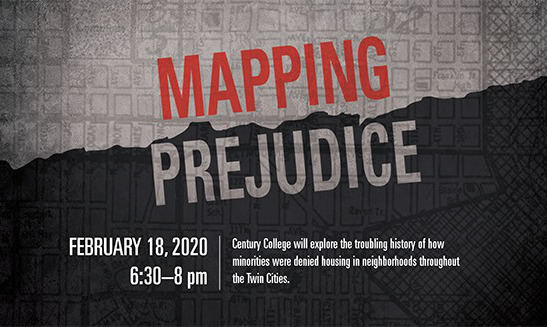 MAPPING
PREJUDICE
FEBRUARY 18, 2020
6:30–8 pm
Century College will explore the troubling history of how
minorities were denied housing in neighborhoods throughout
the Twin Cities.